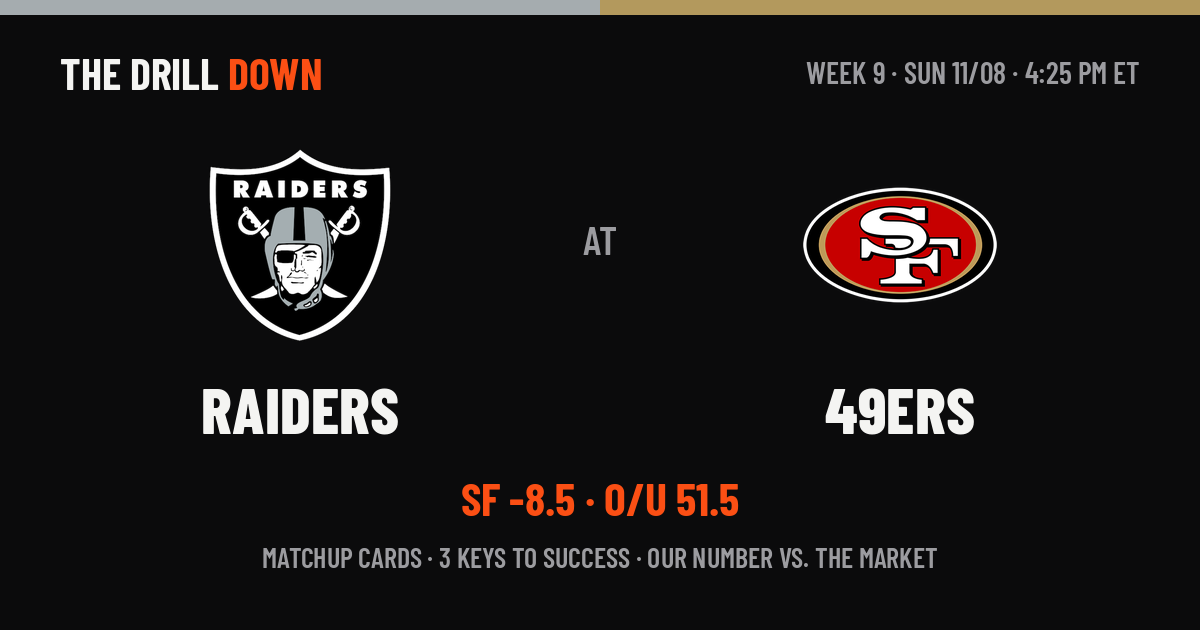 THE DRILL DOWN
WEEK 9 · SUN 11/08 · 4:25 PM ET
RAIDERS
AT
SF
RAIDERS
49ERS
SF -8.5 · O/U 51.5
MATCHUP CARDS · 3 KEYS TO SUCCESS · OUR NUMBER VS. THE MARKET